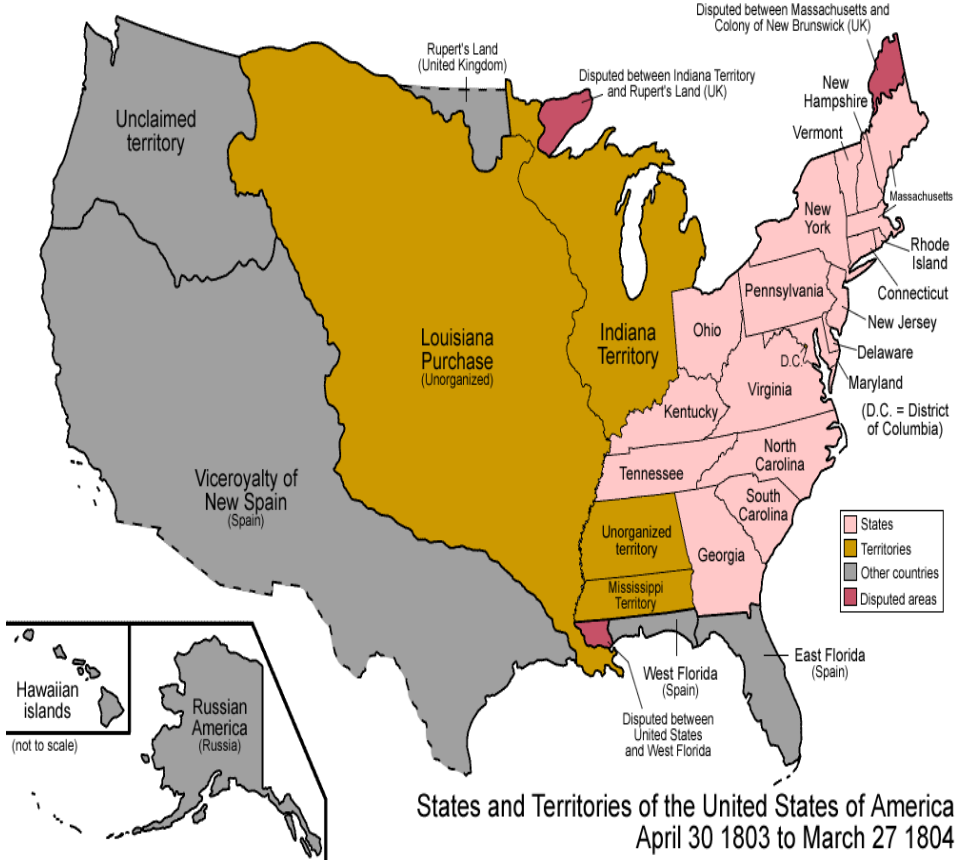 Disputed between Massachusetts and
Colony of New Brunswick (UK)
Rupert's Land
(United Kingdom)
Disputed between Indiana Territory
and Rupert's Land (UK)
New
Hampshire
Vermont
Unclaimed
territory
Massachusetts
New
York
Rhode
Island
Connecticut
Pennsylvania
New Jersey
Ohio
Indiana
Territory
Louisiana
Purchase
(Unorganized)
D.C.
Delaware
Maryland
(D.C. = District
of Columbia)
Virginia
Kentucky
North
Carolina
Tennessee
Viceroyalty of
New Spain
(Spain)
South
Carolina
Unorganized
territory
Georgia
Mississippi
Territory
States
Territories
Other countries
Disputed areas
East Florida
(Spain)
West Florida
(Spain)
Disputed between
United States
and West Florida
Hawaiian
islands
(not to scale)
Russian
America
(Russia)
States and Territories of the United States of America
April 30 1803 to March 27 1804